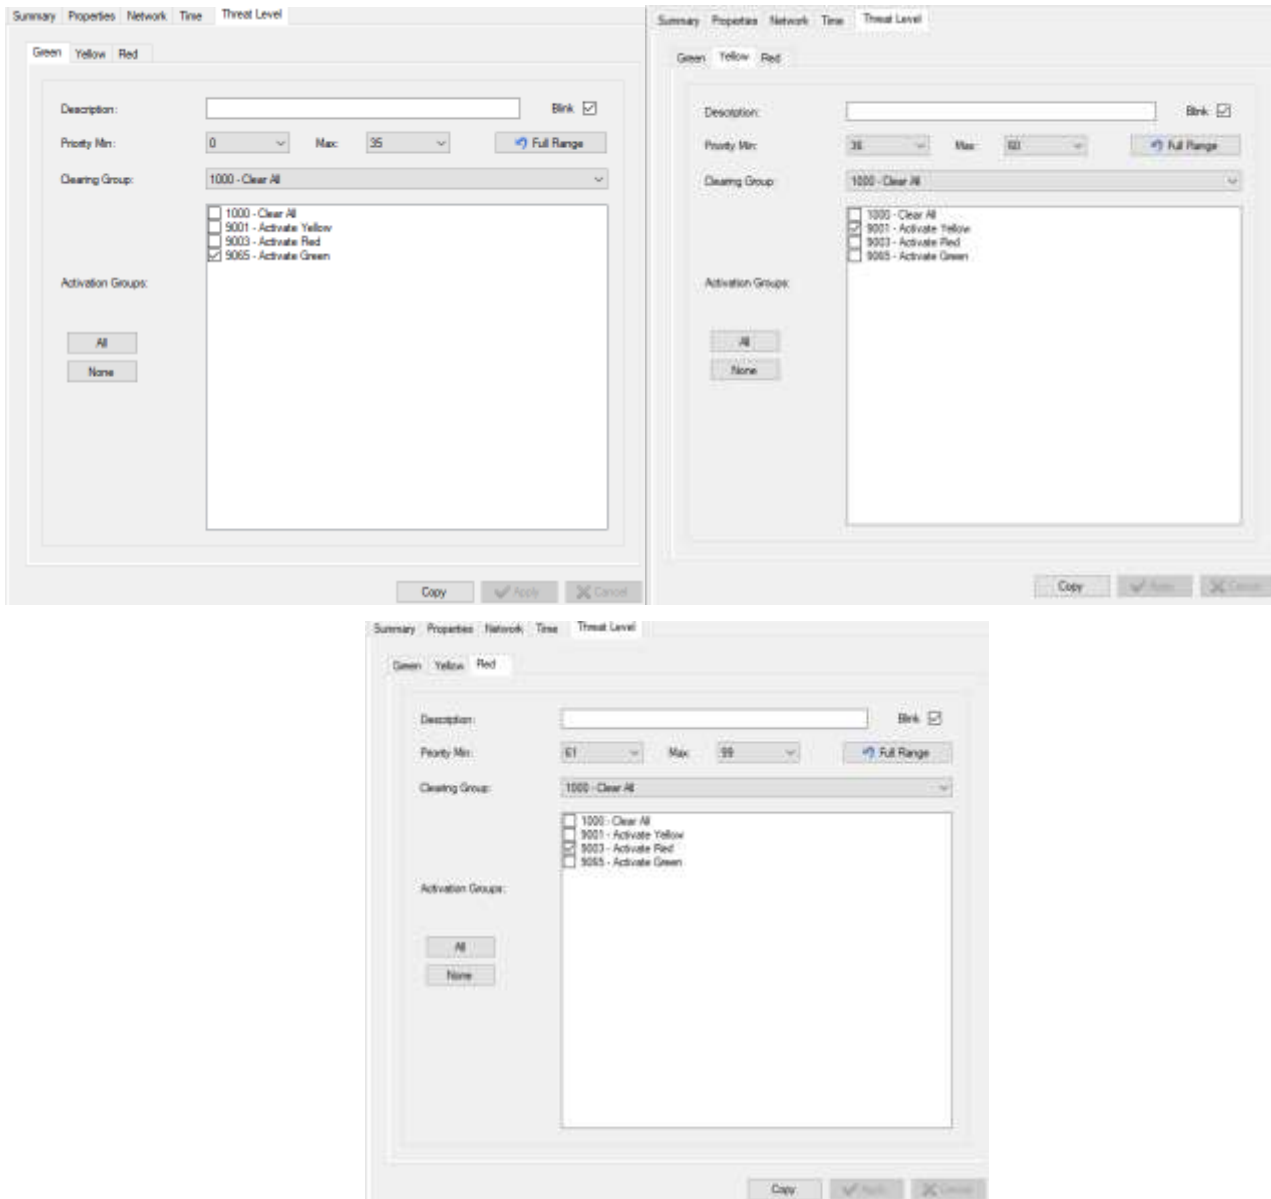 Summary Properties Network Time Threat Level
Green Yellow Red
Description: Blink
Priority Min: 0 Max: 35 Full Range
Clearing Group: 1000 - Clear All
1000 - Clear All
9001 - Activate Yellow
9003 - Activate Red
9065 - Activate Green
Activation Groups:
All
None
Copy Apply Cancel
Summary Properties Network Time Threat Level
Green Yellow Red
Description: Blink
Priority Min: 36 Max: 60 Full Range
Clearing Group: 1000 - Clear All
1000 - Clear All
9001 - Activate Yellow
9003 - Activate Red
9065 - Activate Green
Activation Groups:
All
None
Copy Apply Cancel
Summary Properties Network Time Threat Level
Green Yellow Red
Description: Blink
Priority Min: 61 Max: 99 Full Range
Clearing Group: 1000 - Clear All
1000 - Clear All
9001 - Activate Yellow
9003 - Activate Red
9065 - Activate Green
Activation Groups:
All
None
Copy Apply Cancel